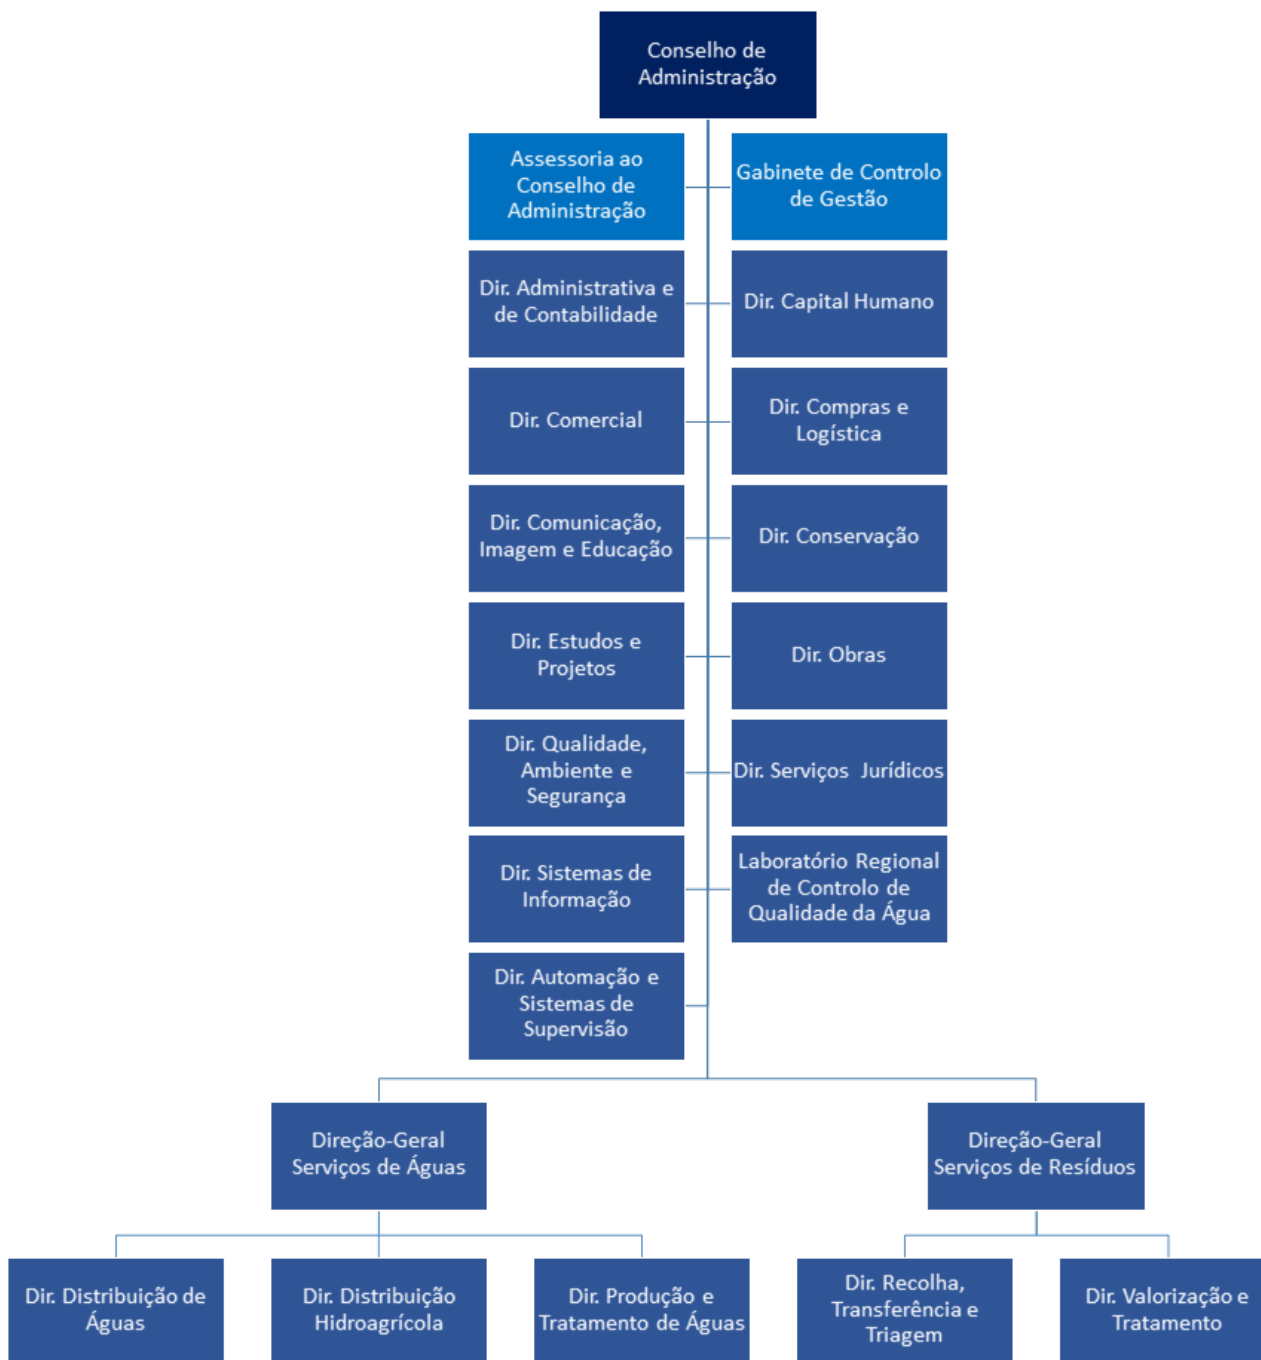 Conselho de
Administração
Assessoria ao
Conselho de
Administração
Gabinete de Controlo
de Gestão
Dir. Administrativa e
de Contabilidade
Dir. Capital Humano
Dir. Comercial
Dir. Compras e
Logística
Dir. Comunicação,
Imagem e Educação
Dir. Conservação
Dir. Estudos e
Projetos
Dir. Obras
Dir. Qualidade,
Ambiente e
Segurança
Dir. Serviços  Jurídicos
Dir. Sistemas de
Informação
Laboratório Regional
de Controlo de
Qualidade da Água
Dir. Automação e
Sistemas de
Supervisão
Direção-Geral
Serviços de Águas
Direção-Geral
Serviços de Resíduos
Dir. Distribuição de
Águas
Dir. Distribuição
Hidroagrícola
Dir. Produção e
Tratamento de Águas
Dir. Recolha,
Transferência e
Triagem
Dir. Valorização e
Tratamento